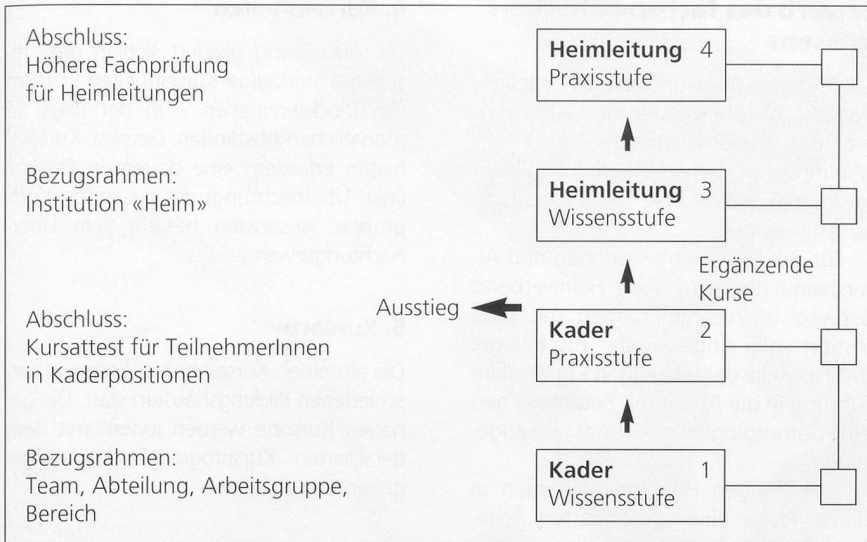 Abschluss:
Höhere Fachprüfung
für Heimleitungen
Heimleitung 4
Praxisstufe
Bezugsrahmen:
Institution «Heim»
Heimleitung 3
Wissensstufe
Ergänzende
Kurse
Ausstieg
Abschluss:
Kursattest für TeilnehmerInnen
in Kaderpositionen
Kader 2
Praxisstufe
Bezugsrahmen:
Team, Abteilung, Arbeitsgruppe,
Bereich
Kader 1
Wissensstufe